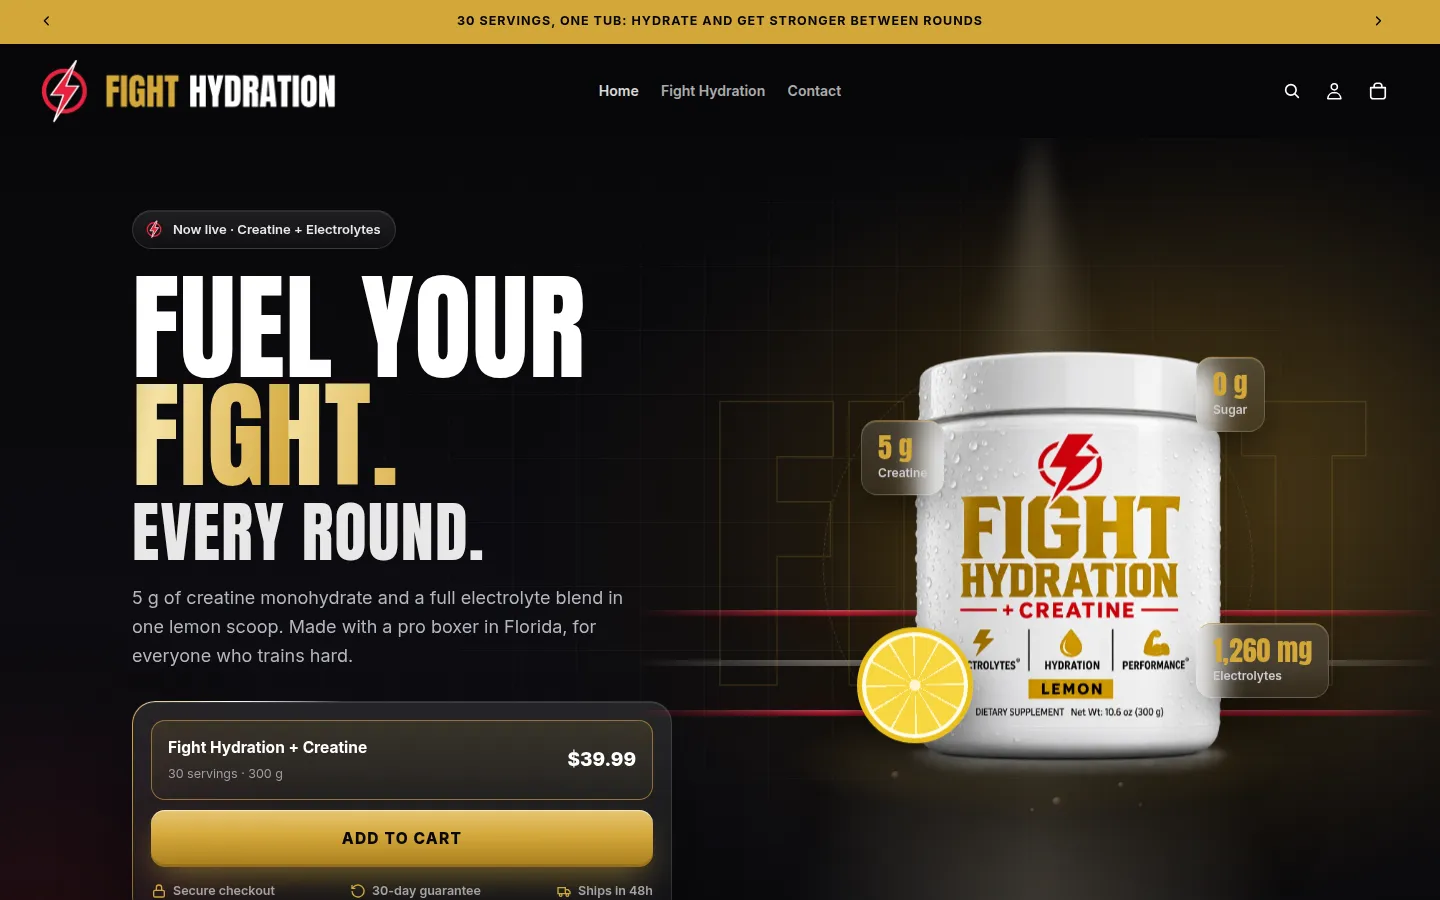 30 SERVINGS, ONE TUB: HYDRATE AND GET STRONGER BETWEEN ROUNDS
FIGHT HYDRATION
Home
Fight Hydration
Contact
Now live · Creatine + Electrolytes
FUEL YOUR
FIGHT.
EVERY ROUND.
5 g of creatine monohydrate and a full electrolyte blend in
one lemon scoop. Made with a pro boxer in Florida, for
everyone who trains hard.
Fight Hydration + Creatine
30 servings · 300 g
$39.99
ADD TO CART
Secure checkout
30-day guarantee
Ships in 48h
0 g
Sugar
5 g
Creatine
FIGHT
HYDRATION
+ CREATINE
CTROLYTES®
HYDRATION
PERFORMANCE®
LEMON
DIETARY SUPPLEMENT Net Wt: 10.6 oz (300 g)
1,260 mg
Electrolytes